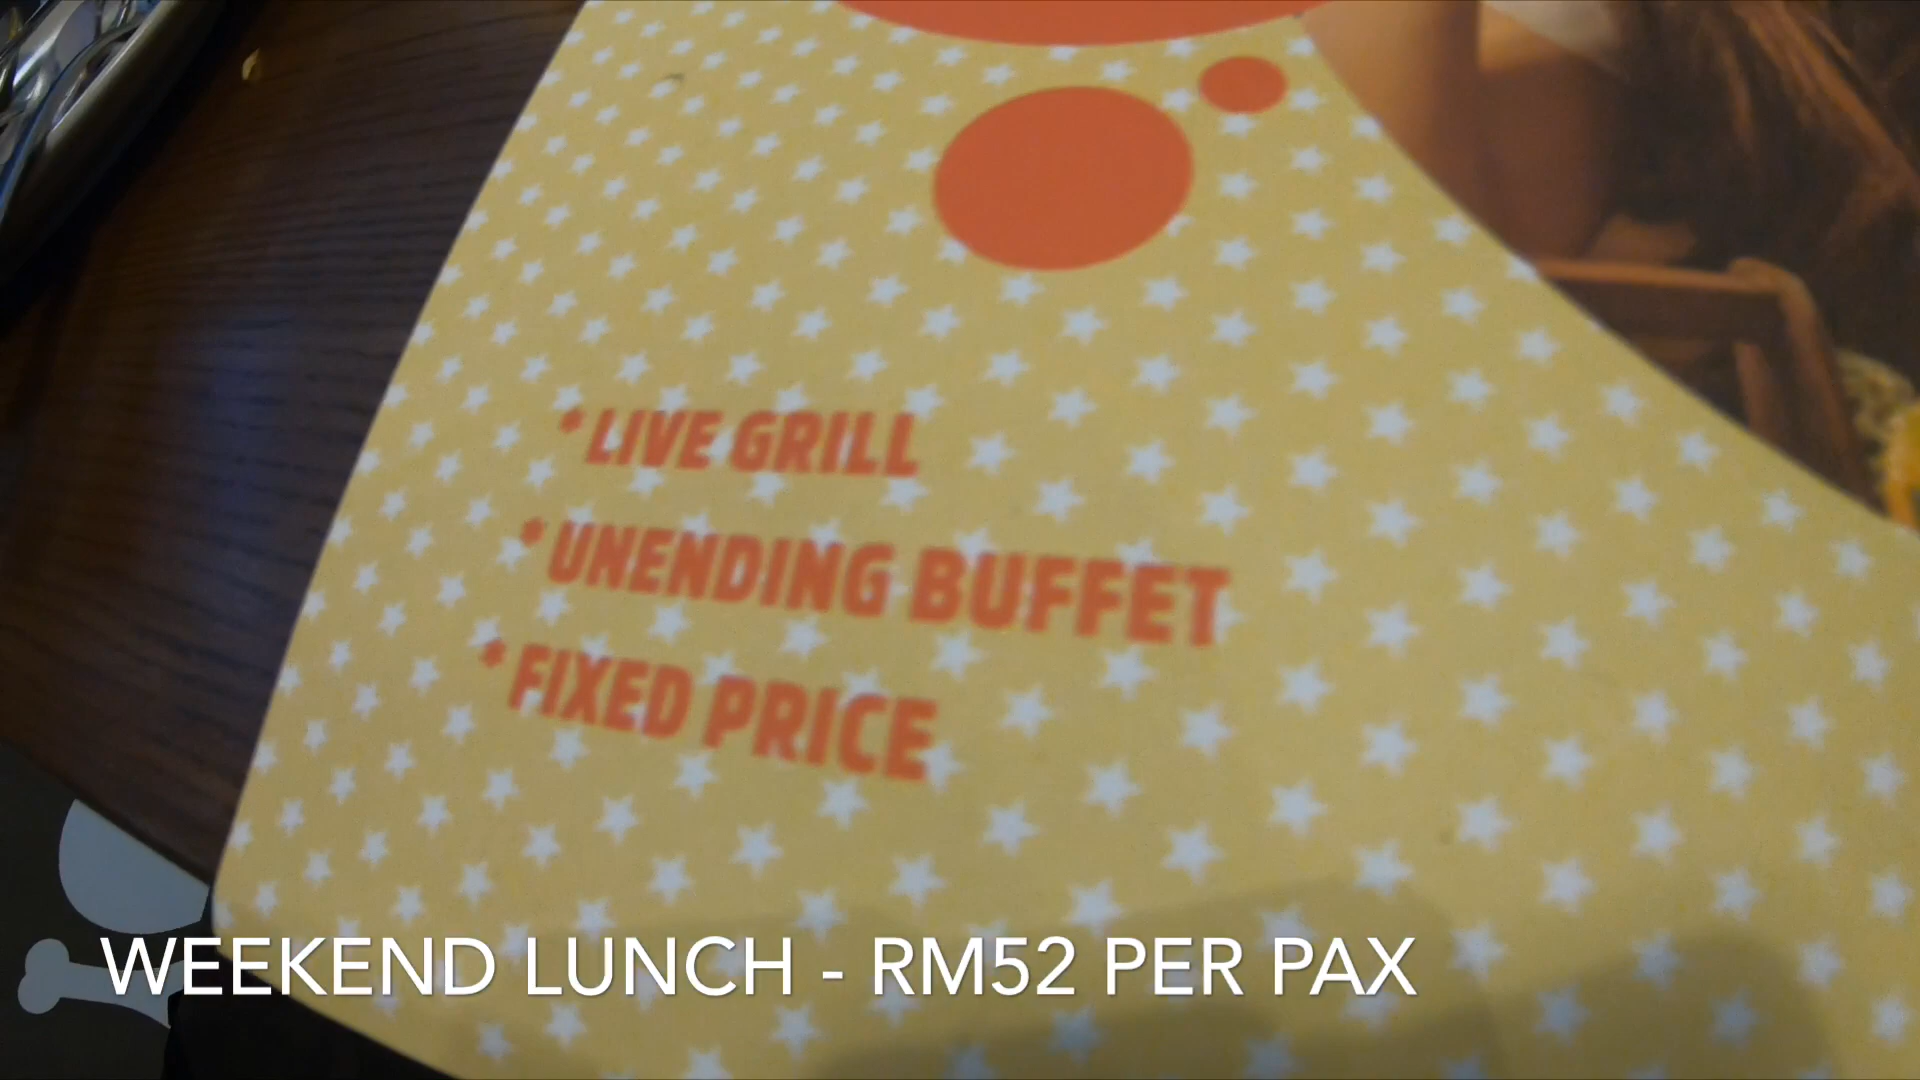 * LIVE GRILL
* UNENDING BUFFET
* FIXED PRICE
WEEKEND LUNCH - RM52 PER PAX